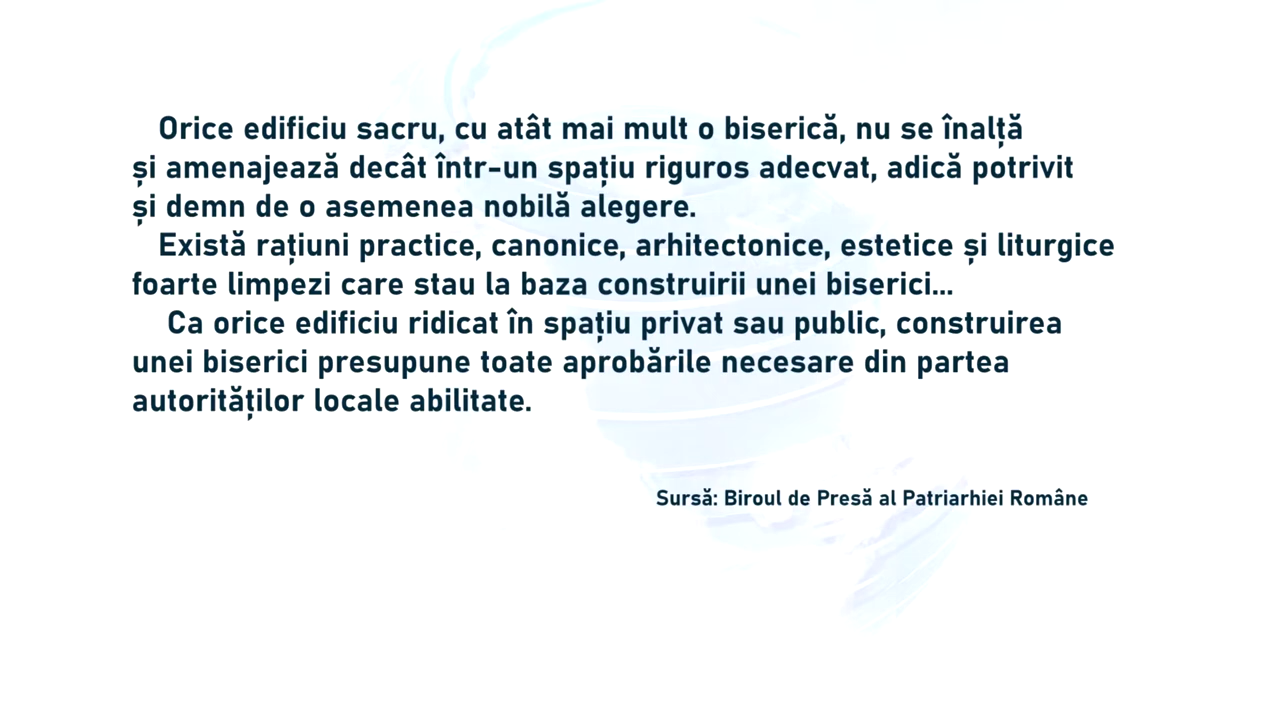 Orice edificiu sacru, cu atât mai mult o biserică, nu se înalță
și amenajează decât într-un spațiu riguros adecvat, adică potrivit
și demn de o asemenea nobilă alegere.
Există rațiuni practice, canonice, arhitectonice, estetice și liturgice
foarte limpezi care stau la baza construirii unei biserici...
Ca orice edificiu ridicat în spațiu privat sau public, construirea
unei biserici presupune toate aprobările necesare din partea
autorităților locale abilitate.
Sursă: Biroul de Presă al Patriarhiei Române